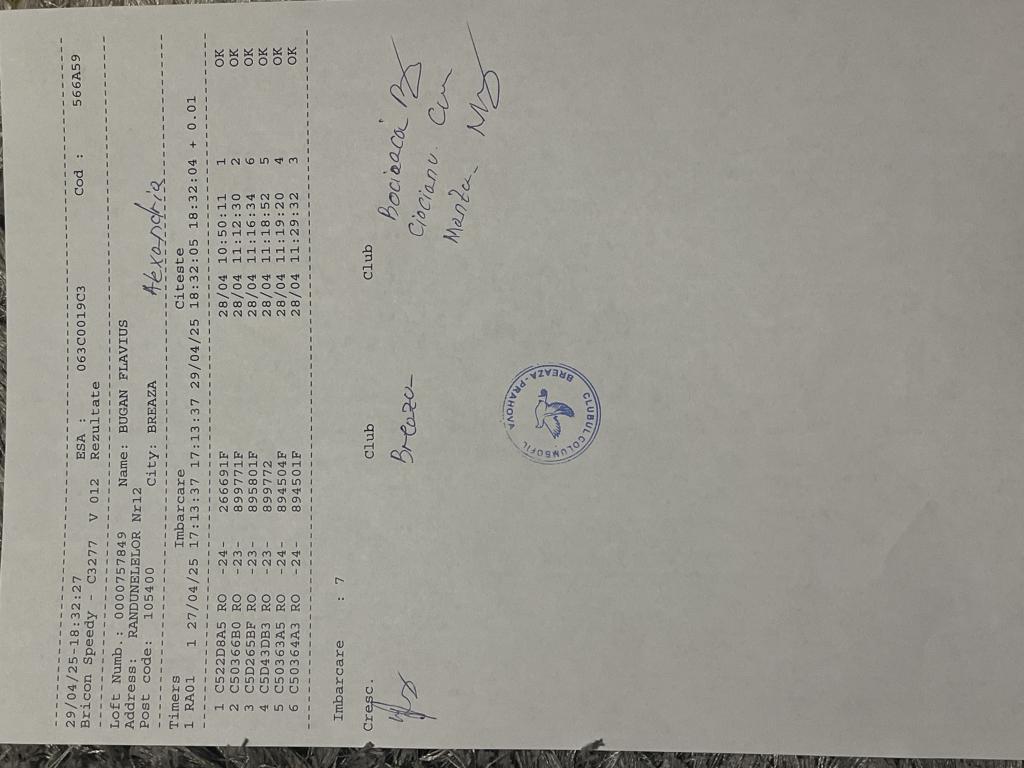 29/04/25-18:32:27 ESA : 063C0019C3 Cod : 566A59
Bricon Speedy - C3277 V 012 Rezultate
Loft Numb.: 0000757849 Name: BUGAN FLAVIUS
Address: RANDUNELELOR Nr12
Post code: 105400 City: BREAZA Alexandria
Timers Imbarcare Citeste
1 RA01 1 27/04/25 17:13:37 17:13:37 29/04/25 18:32:05 18:32:04 + 0.01
1 C522D8A5 RO -24- 266691F 28/04 10:50:11 1 OK
2 C50366B0 RO -23- 899771F 28/04 11:12:30 2 OK
3 C5D265BF RO -23- 895801F 28/04 11:16:34 6 OK
4 C5D43DB3 RO -23- 899772 28/04 11:18:52 5 OK
5 C50363A5 RO -24- 894504F 28/04 11:19:20 4 OK
6 C50364A3 RO -24- 894501F 28/04 11:29:32 3 OK
Imbarcare : 7
Cresc. Club Club
Breaza
CLUBUL COLUMBOFIL
BREAZA-PRAHOVA